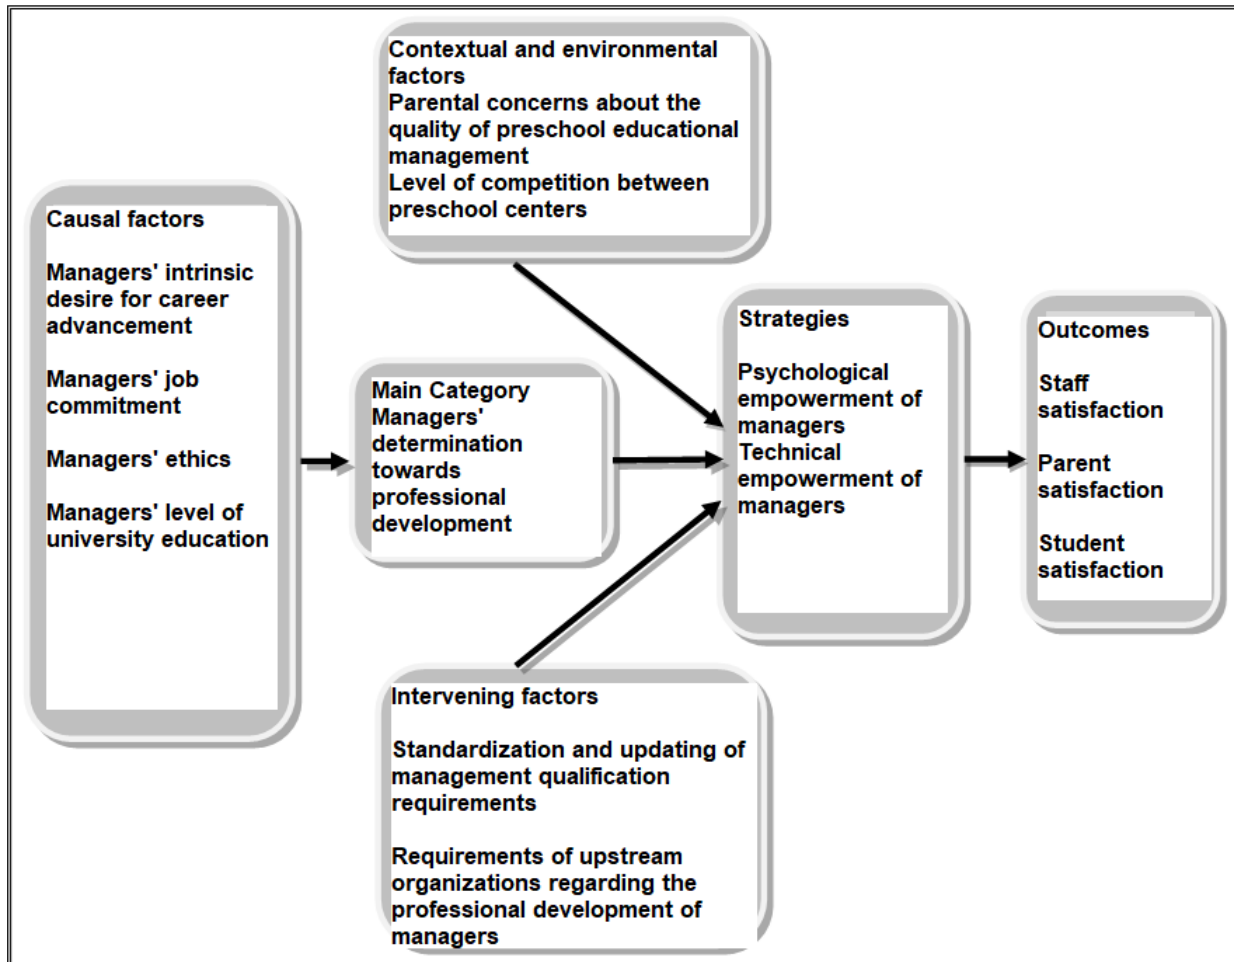 Contextual and environmental
factors
Parental concerns about the
quality of preschool educational
management
Level of competition between
preschool centers
Causal factors
Managers' intrinsic
desire for career
advancement
Managers' job
commitment
Managers' ethics
Managers' level of
university education
Main Category
Managers'
determination
towards
professional
development
Strategies
Psychological
empowerment of
managers
Technical
empowerment of
managers
Outcomes
Staff
satisfaction
Parent
satisfaction
Student
satisfaction
Intervening factors
Standardization and updating of
management qualification
requirements
Requirements of upstream
organizations regarding the
professional development of
managers